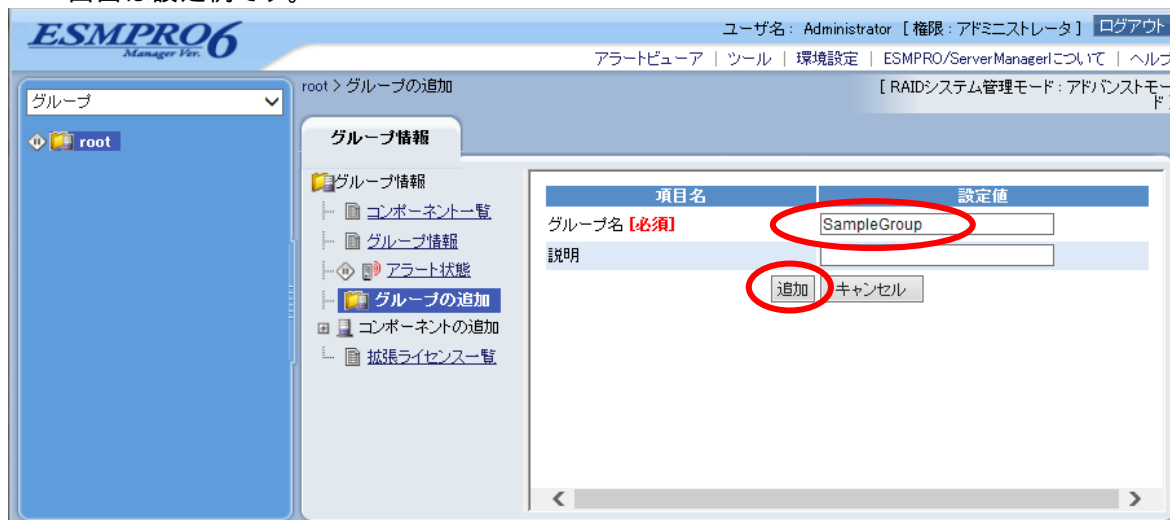 画面は設定例です。
ESMPRO6
Manager Ver.
ユーザ名： Administrator [ 権限：アドミニストレータ ] ログアウト
アラートビューア | ツール | 環境設定 | ESMPRO/ServerManagerについて | ヘルプ
グループ
root > グループの追加
[ RAIDシステム管理モード：アドバンストモード ]
root
グループ情報
グループ情報
コンポーネント一覧
グループ情報
アラート状態
グループの追加
コンポーネントの追加
拡張ライセンス一覧
項目名 設定値
グループ名 [必須] SampleGroup
説明
追加 キャンセル